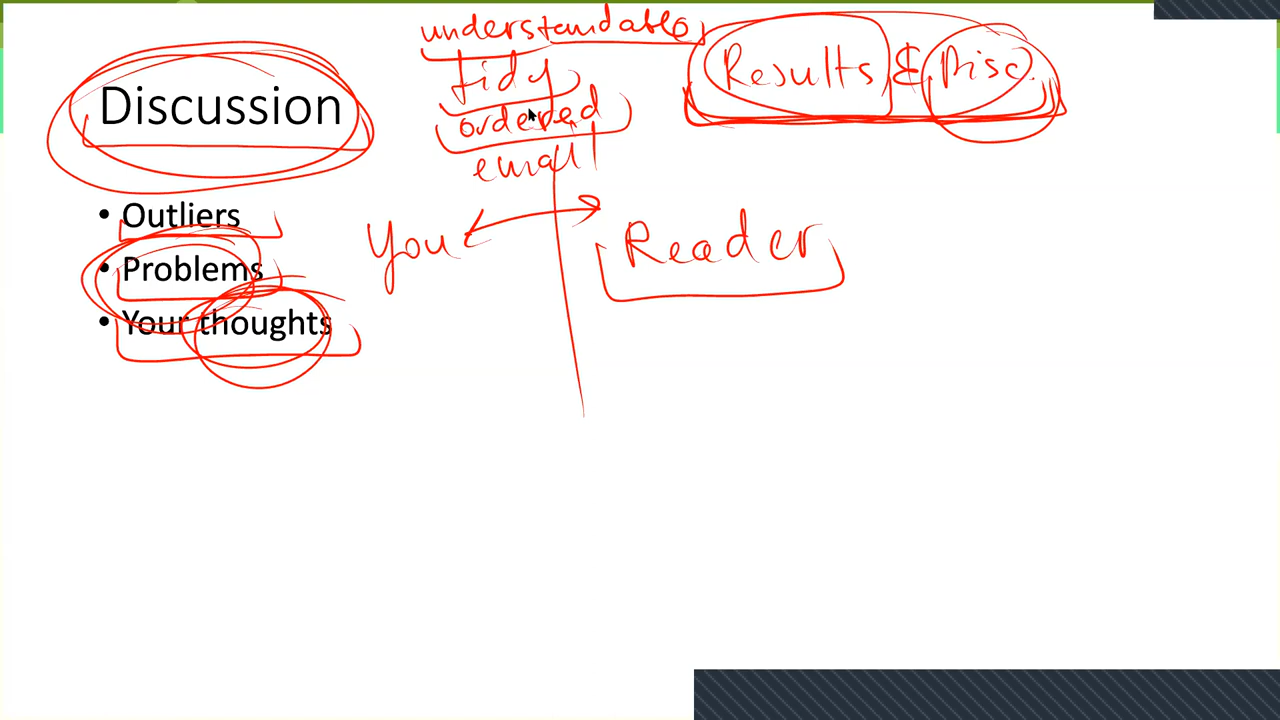 understandable
Results & Disc.
tidy
Discussion
ordered
email
• Outliers
You
Reader
• Problems
• Your thoughts